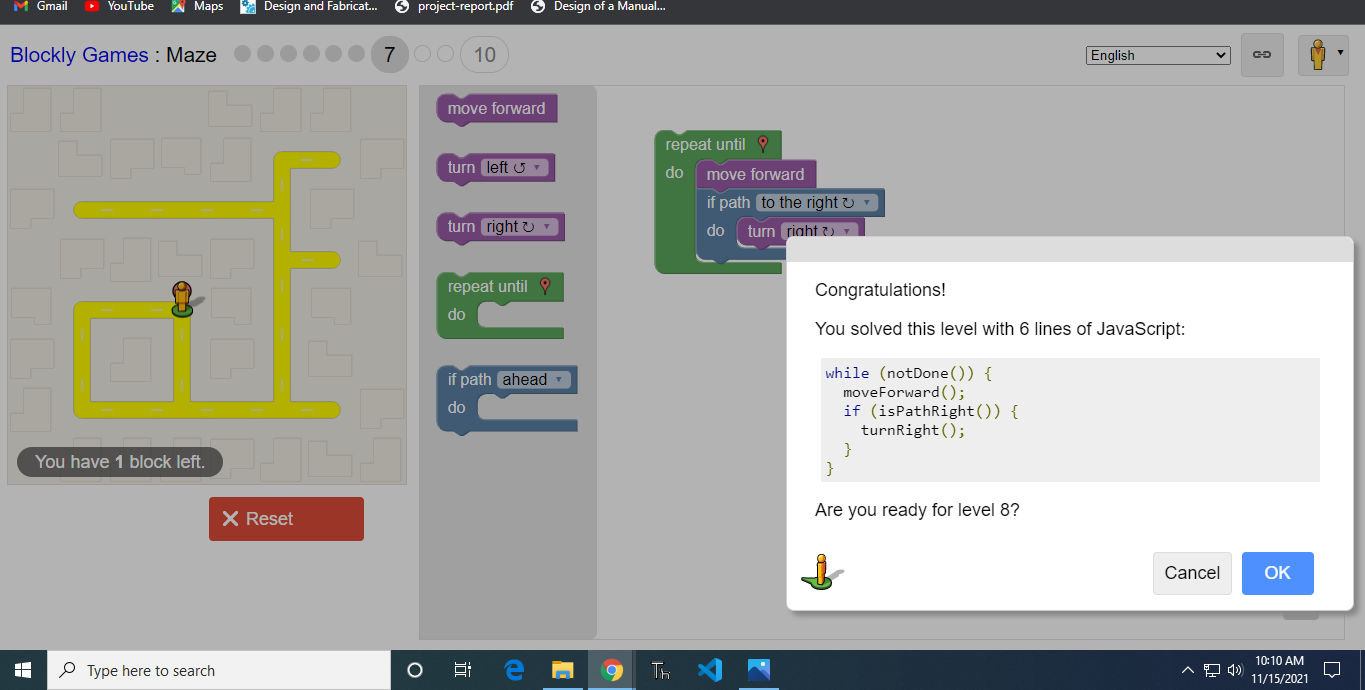 Gmail YouTube Maps Design and Fabricat... project-report.pdf Design of a Manual...
Blockly Games : Maze 7 10 English
move forward
turn left ↺ ▼
turn right ↻ ▼
repeat until
do
if path ahead ▼
do
repeat until
do move forward
if path to the right ↻ ▼
do turn right ↻ ▼
You have 1 block left.
Reset
Congratulations!
You solved this level with 6 lines of JavaScript:
while (notDone()) {
moveForward();
if (isPathRight()) {
turnRight();
}
}
Are you ready for level 8?
Cancel OK
Type here to search
10:10 AM
11/15/2021